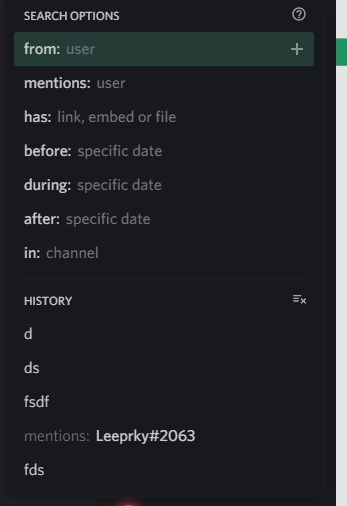 SEARCH OPTIONS
from: user
mentions: user
has: link, embed or file
before: specific date
during: specific date
after: specific date
in: channel
HISTORY
d
ds
fsdf
mentions: Leeprky#2063
fds